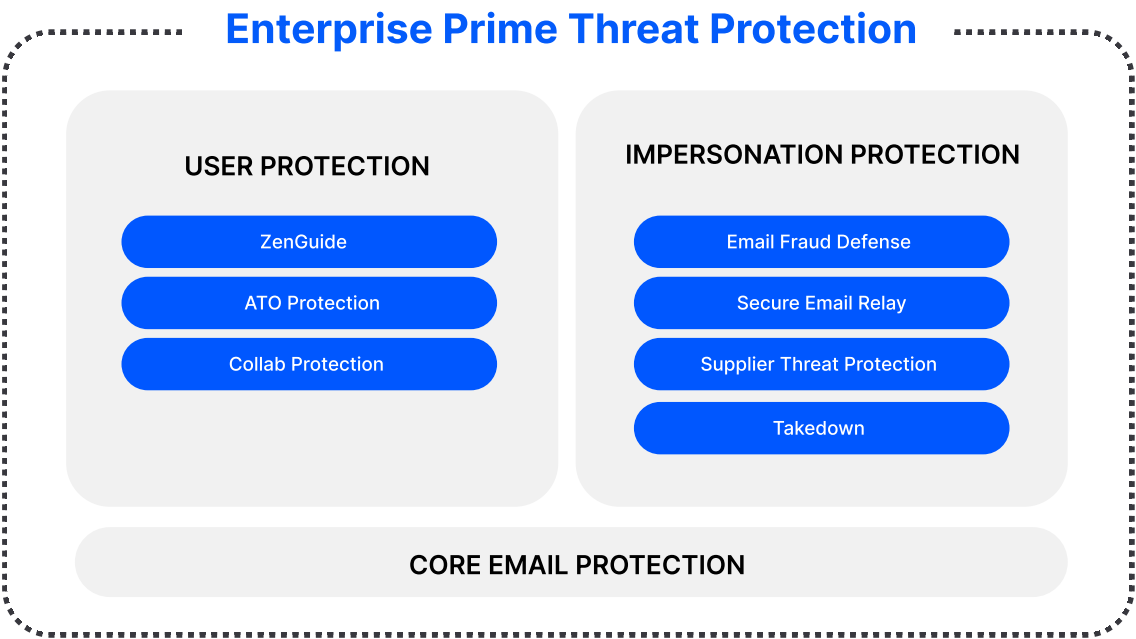 Enterprise Prime Threat Protection
USER PROTECTION
ZenGuide
ATO Protection
Collab Protection
IMPERSONATION PROTECTION
Email Fraud Defense
Secure Email Relay
Supplier Threat Protection
Takedown
CORE EMAIL PROTECTION